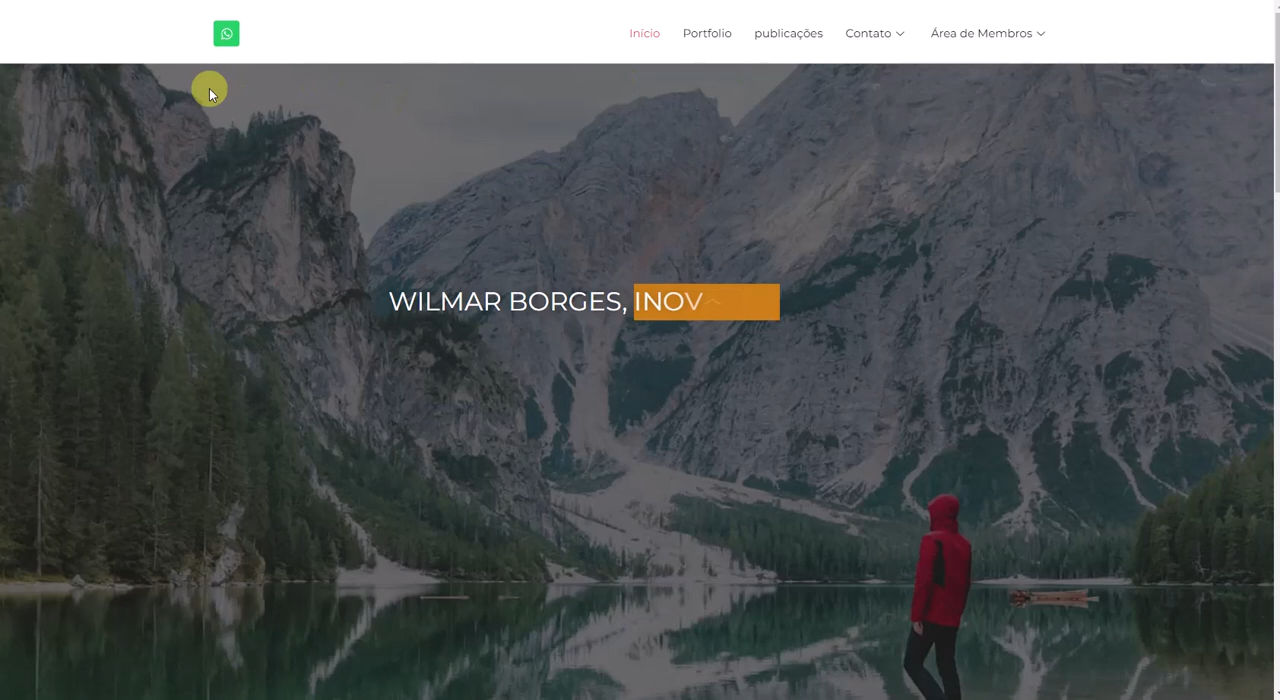 Início Portfolio publicações Contato Área de Membros
WILMAR BORGES, INOV